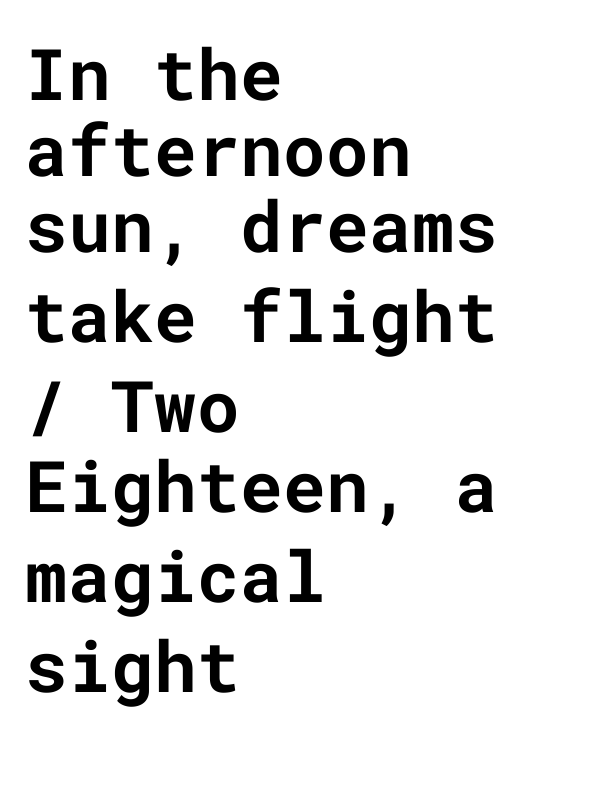 In the
afternoon
sun, dreams
take flight
/ Two
Eighteen, a
magical
sight